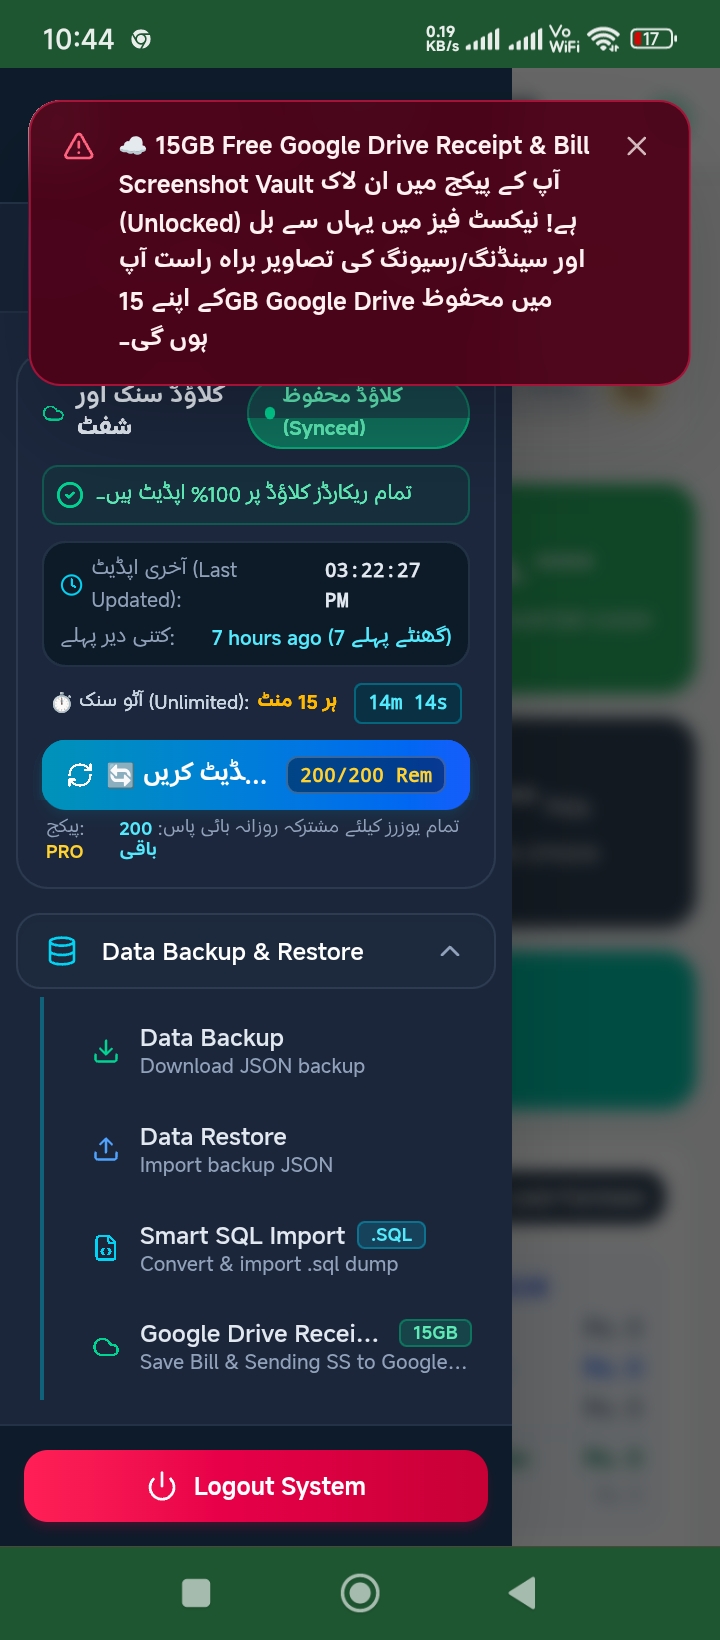 10:44
0.19 KB/s Vo WiFi 17
☁️ 15GB Free Google Drive Receipt & Bill
Screenshot Vault آپ کے پیکج میں ان لاک
(Unlocked) ہے! نیکسٹ فیز میں یہاں سے بل
اور سینڈنگ/رسیونگ کی تصاویر براہ راست آپ
کے اپنے 15GB Google Drive میں محفوظ
ہوں گی۔
کلاؤڈ سنک اور
شفٹ
کلاؤڈ محفوظ
(Synced)
تمام ریکارڈز کلاؤڈ پر 100% اپڈیٹ ہیں۔
آخری اپڈیٹ (Last
Updated):
03:22:27
PM
کتنی دیر پہلے:
7 hours ago (7 گھنٹے پہلے)
⏱️ آٹو سنک (Unlimited): ہر 15 منٹ
14m 14s
🔄 ...ڈیٹ کریں
200/200 Rem
پیکج:
PRO
تمام یوزرز کیلئے مشترکہ روزانہ بائی پاس: 200
باقی
Data Backup & Restore
Data Backup
Download JSON backup
Data Restore
Import backup JSON
Smart SQL Import .SQL
Convert & import .sql dump
Google Drive Recei... 15GB
Save Bill & Sending SS to Google...
Logout System